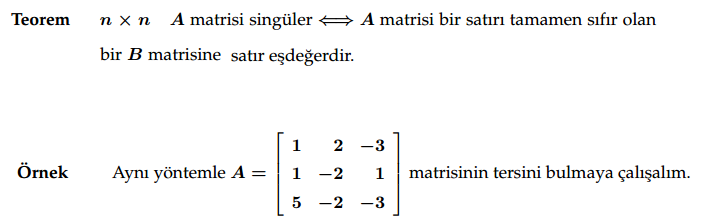 Teorem n × n A matrisi singüler ⟺ A matrisi bir satırı tamamen sıfır olan
bir B matrisine satır eşdeğerdir.
Örnek Aynı yöntemle A = [ 1 2 −3
1 −2 1
5 −2 −3 ] matrisinin tersini bulmaya çalışalım.